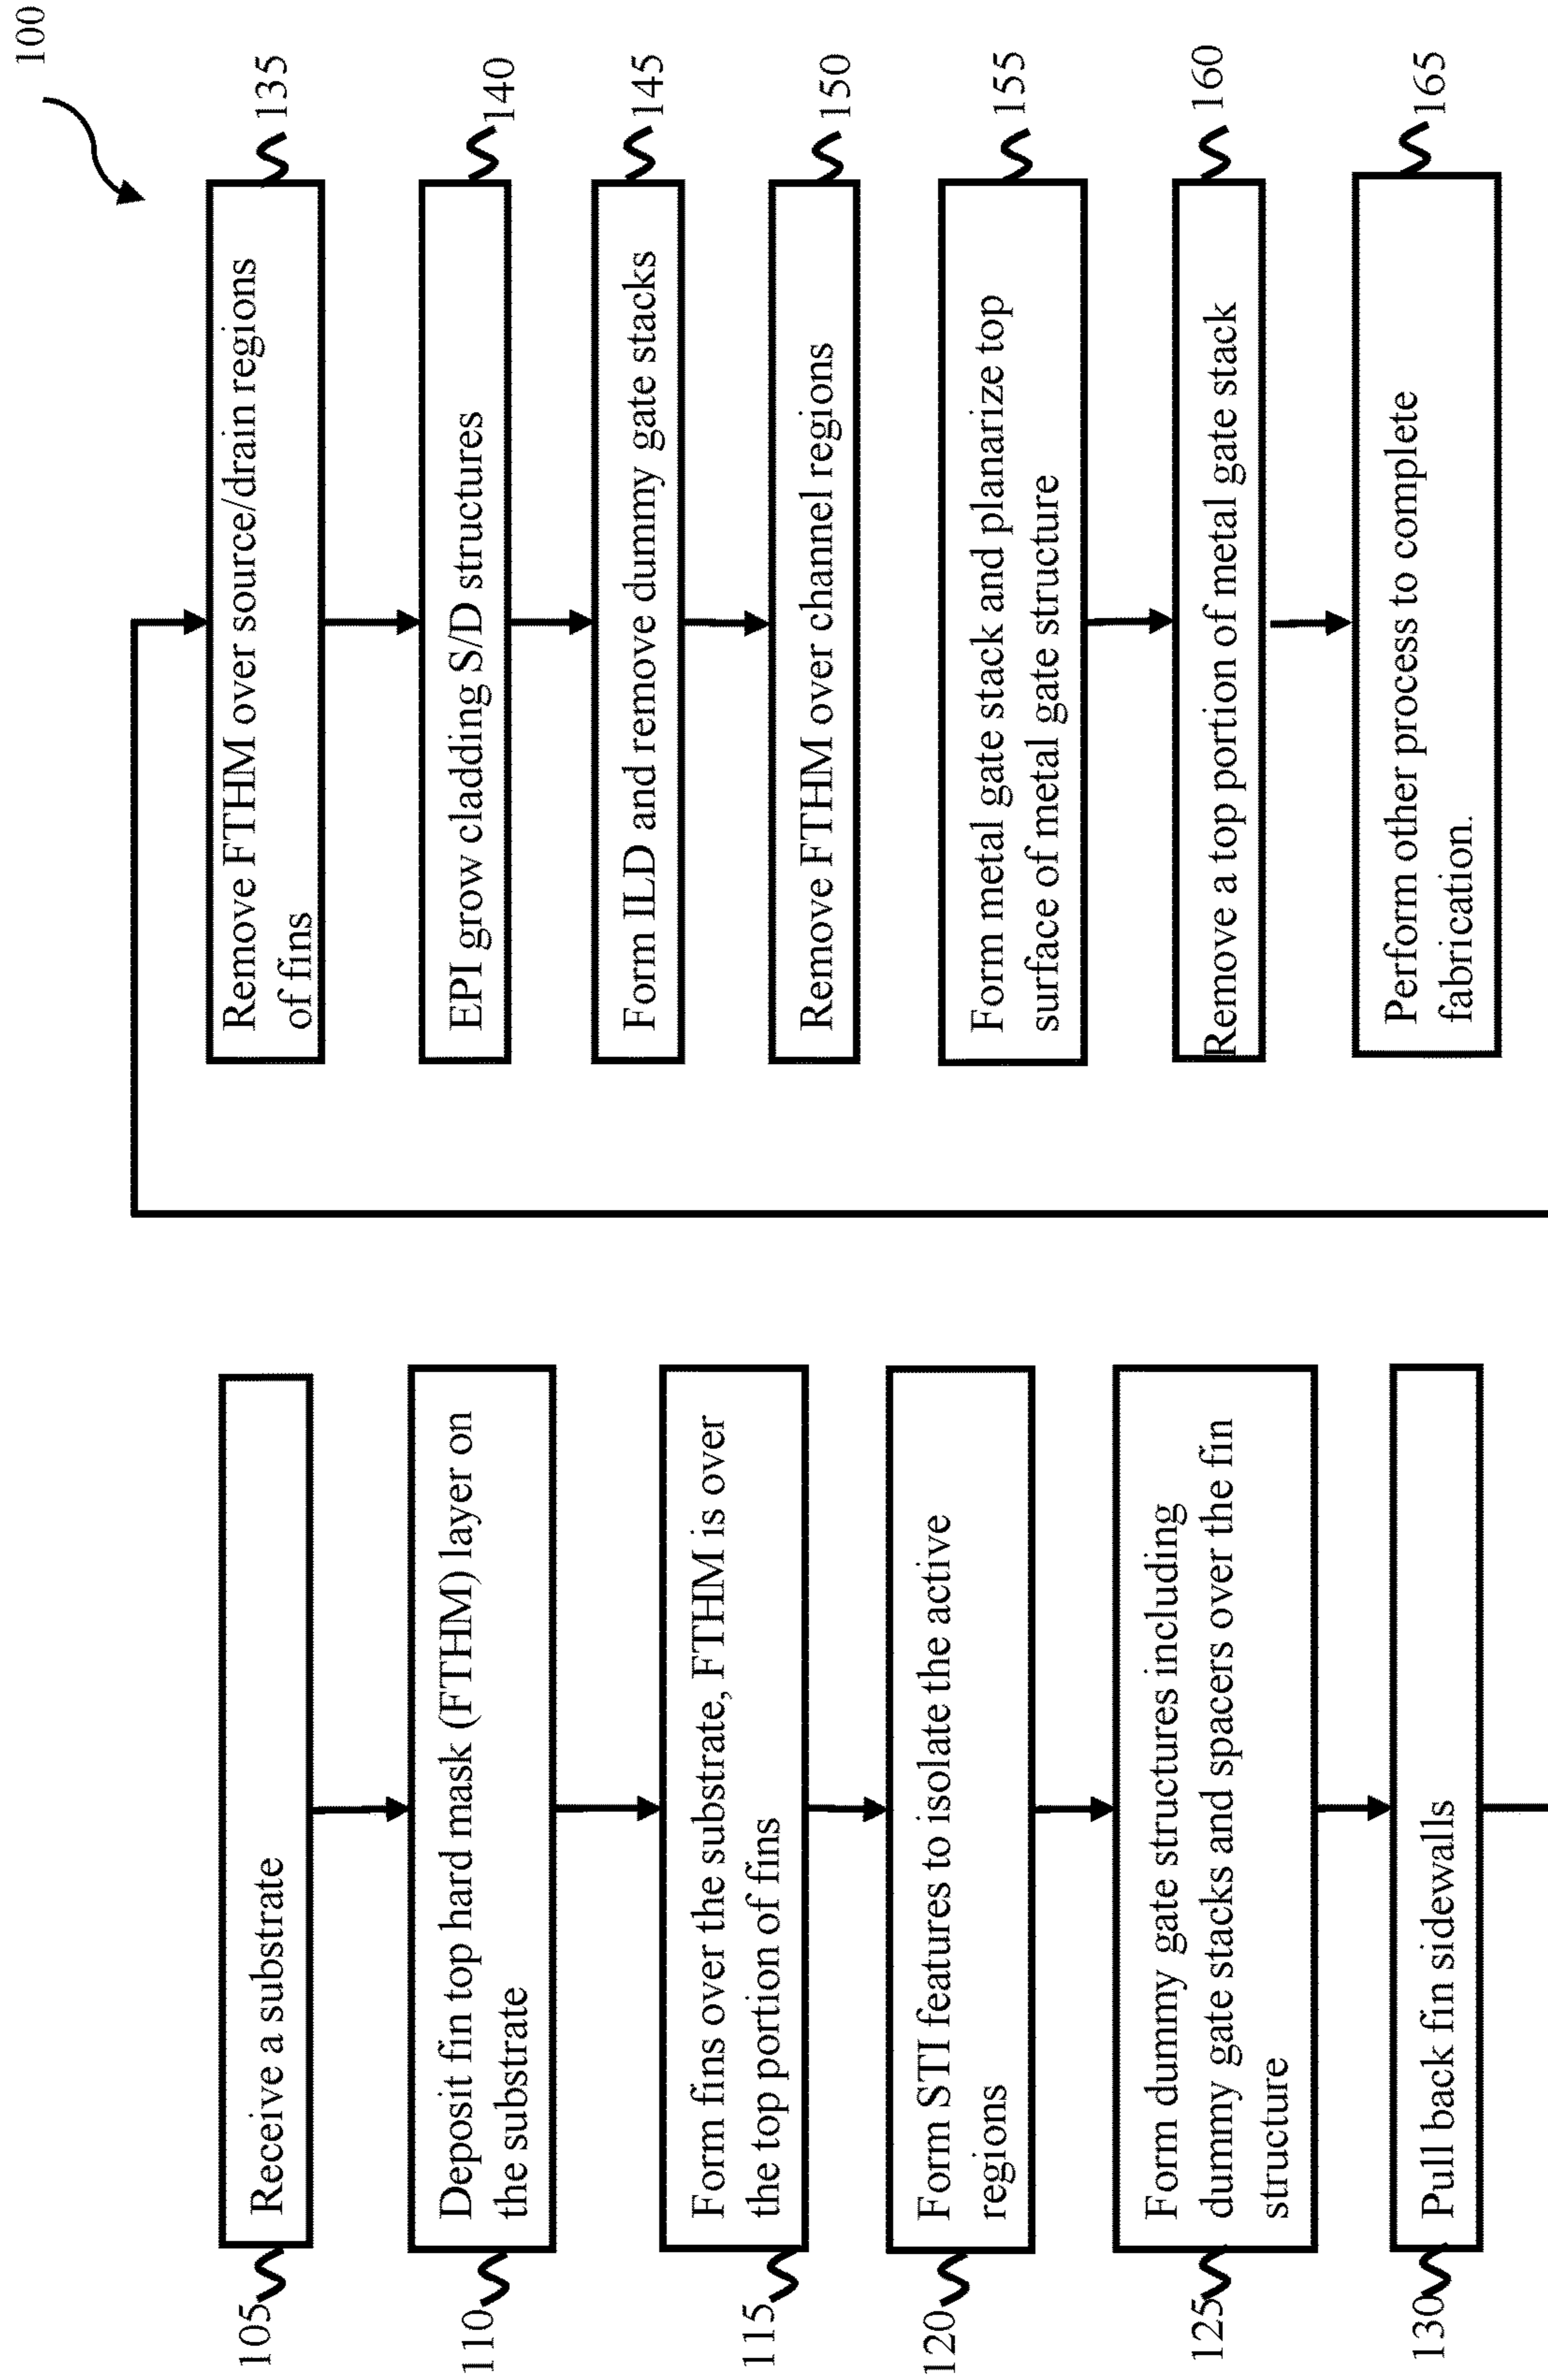 100
105
Receive a substrate
110
Deposit fin top hard mask (FTHM) layer on
the substrate
115
Form fins over the substrate, FTHM is over
the top portion of fins
120
Form STI features to isolate the active
regions
125
Form dummy gate structures including
dummy gate stacks and spacers over the fin
structure
130
Pull back fin sidewalls
Remove FTHM over source/drain regions
of fins
135
EPI grow cladding S/D structures
140
Form ILD and remove dummy gate stacks
145
Remove FTHM over channel regions
150
Form metal gate stack and planarize top
surface of metal gate structure
155
Remove a top portion of metal gate stack
160
Perform other process to complete
fabrication.
165